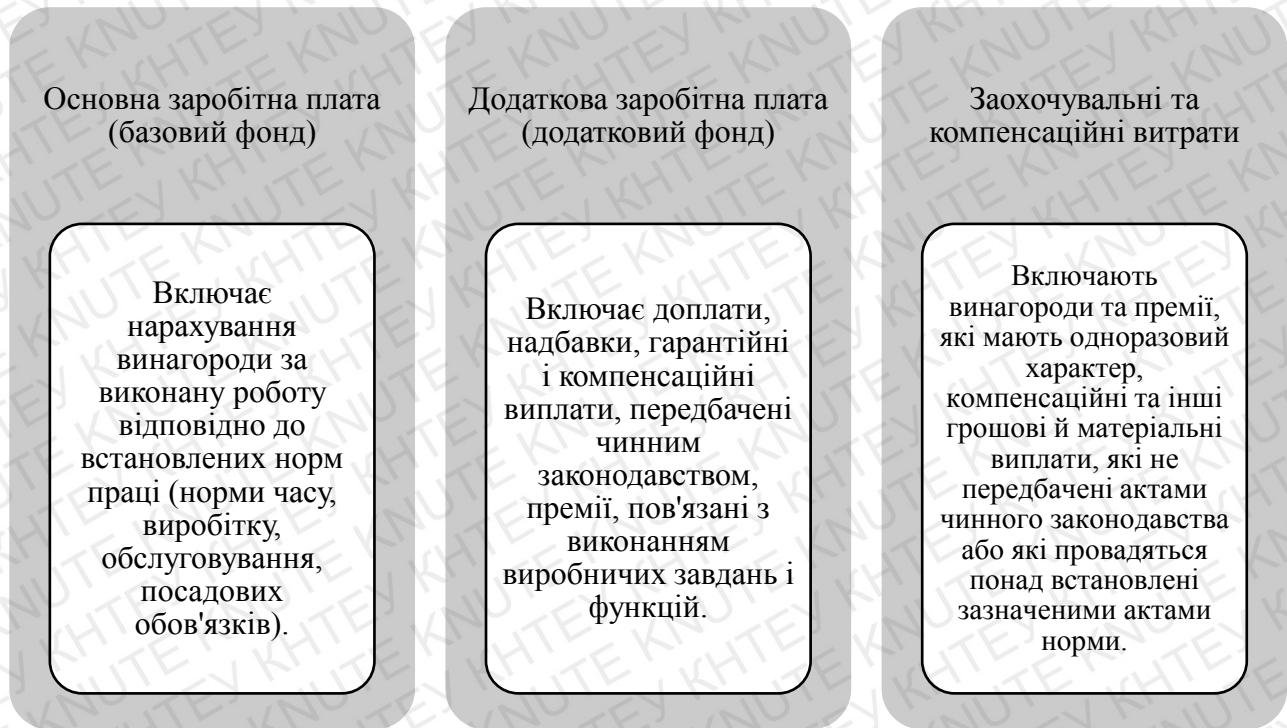 Основна заробітна плата
(базовий фонд)
Включає
нарахування
винагороди за
виконану роботу
відповідно до
встановлених норм
праці (норми часу,
виробітку,
обслуговування,
посадових
обов'язків).
Додаткова заробітна плата
(додатковий фонд)
Включає доплати,
надбавки, гарантійні
і компенсаційні
виплати, передбачені
чинним
законодавством,
премії, пов'язані з
виконанням
виробничих завдань і
функцій.
Заохочувальні та
компенсаційні витрати
Включають
винагороди та премії,
які мають одноразовий
характер,
компенсаційні та інші
грошові й матеріальні
виплати, які не
передбачені актами
чинного законодавства
або які провадяться
понад встановлені
зазначеними актами
норми.